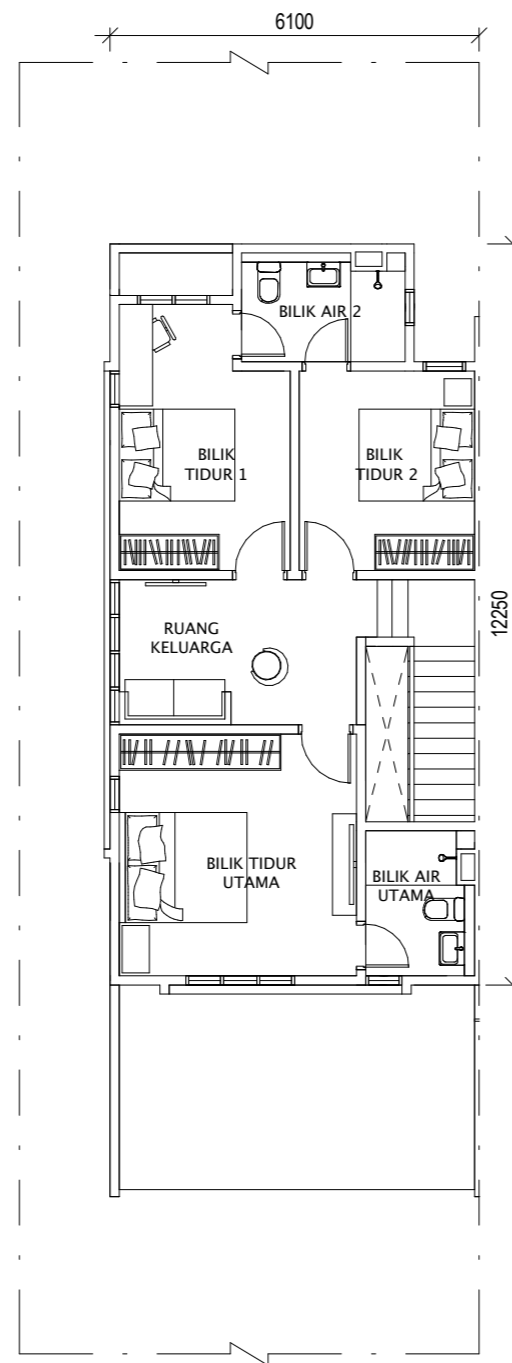 6100
BILIK AIR 2
BILIK
TIDUR 1
BILIK
TIDUR 2
12250
RUANG
KELUARGA
BILIK TIDUR
UTAMA
BILIK AIR
UTAMA